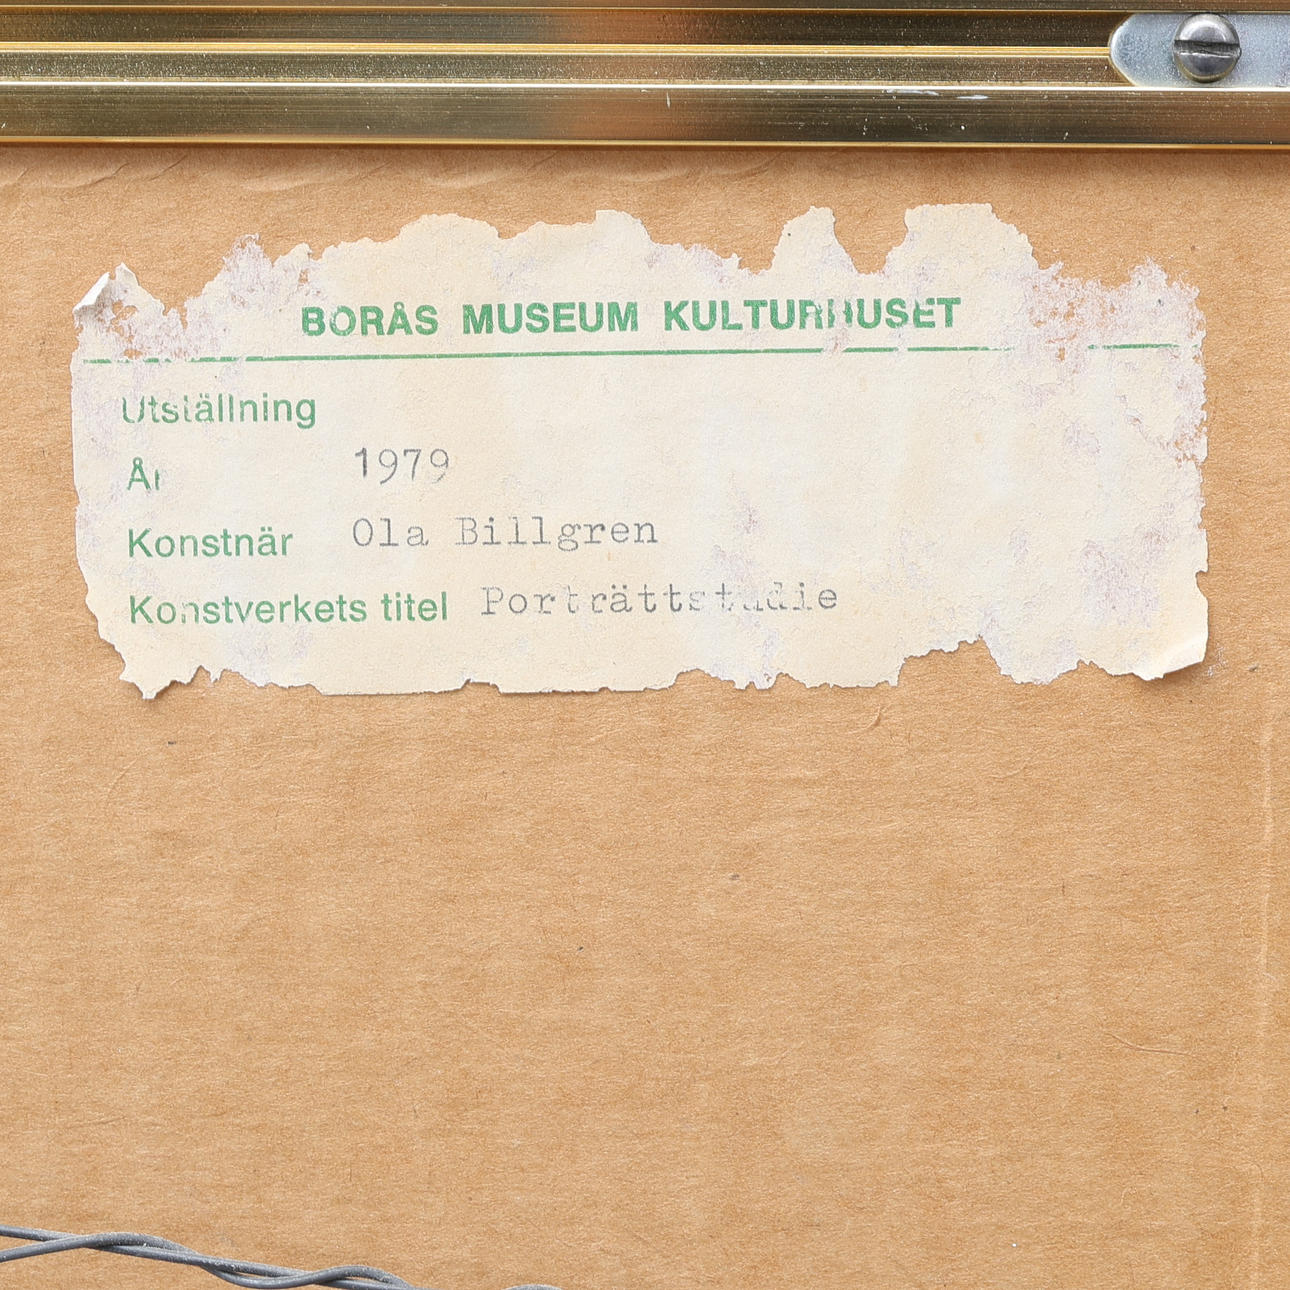 BORÅS MUSEUM KULTURHUSET
Utställning
År 1979
Konstnär Ola Billgren
Konstverkets titel Porträttstudie